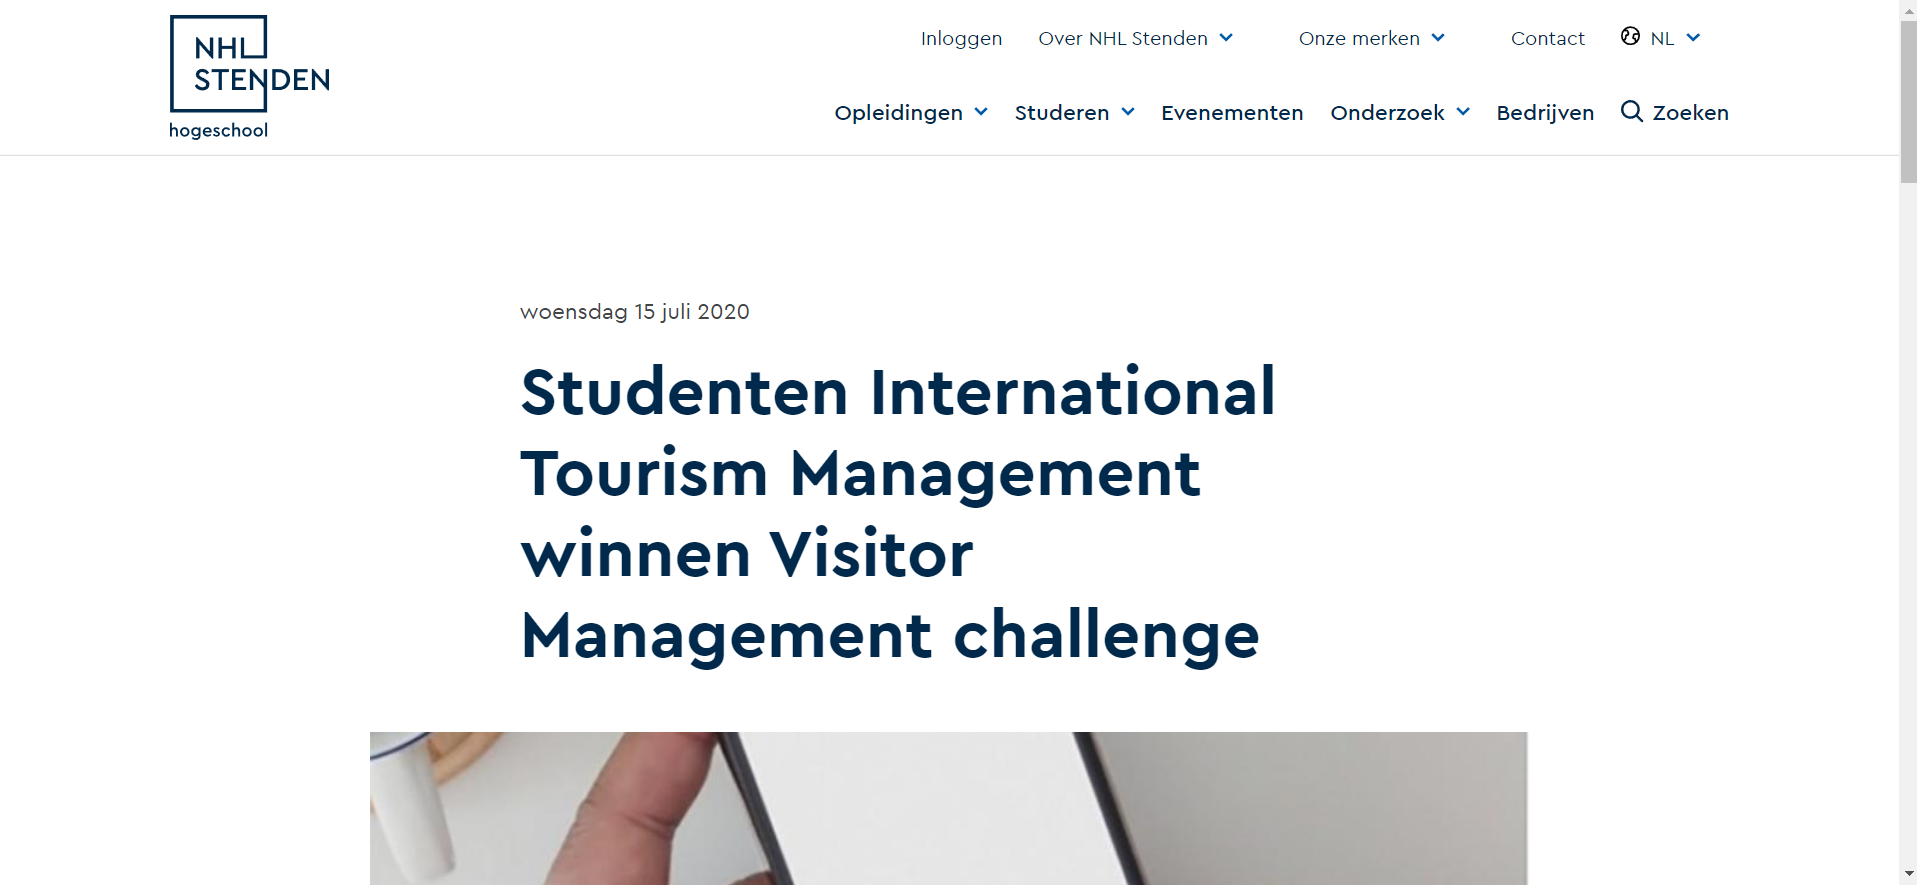 NHL
STENDEN
hogeschool
Inloggen Over NHL Stenden Onze merken Contact NL
Opleidingen Studeren Evenementen Onderzoek Bedrijven Zoeken
woensdag 15 juli 2020
Studenten International
Tourism Management
winnen Visitor
Management challenge